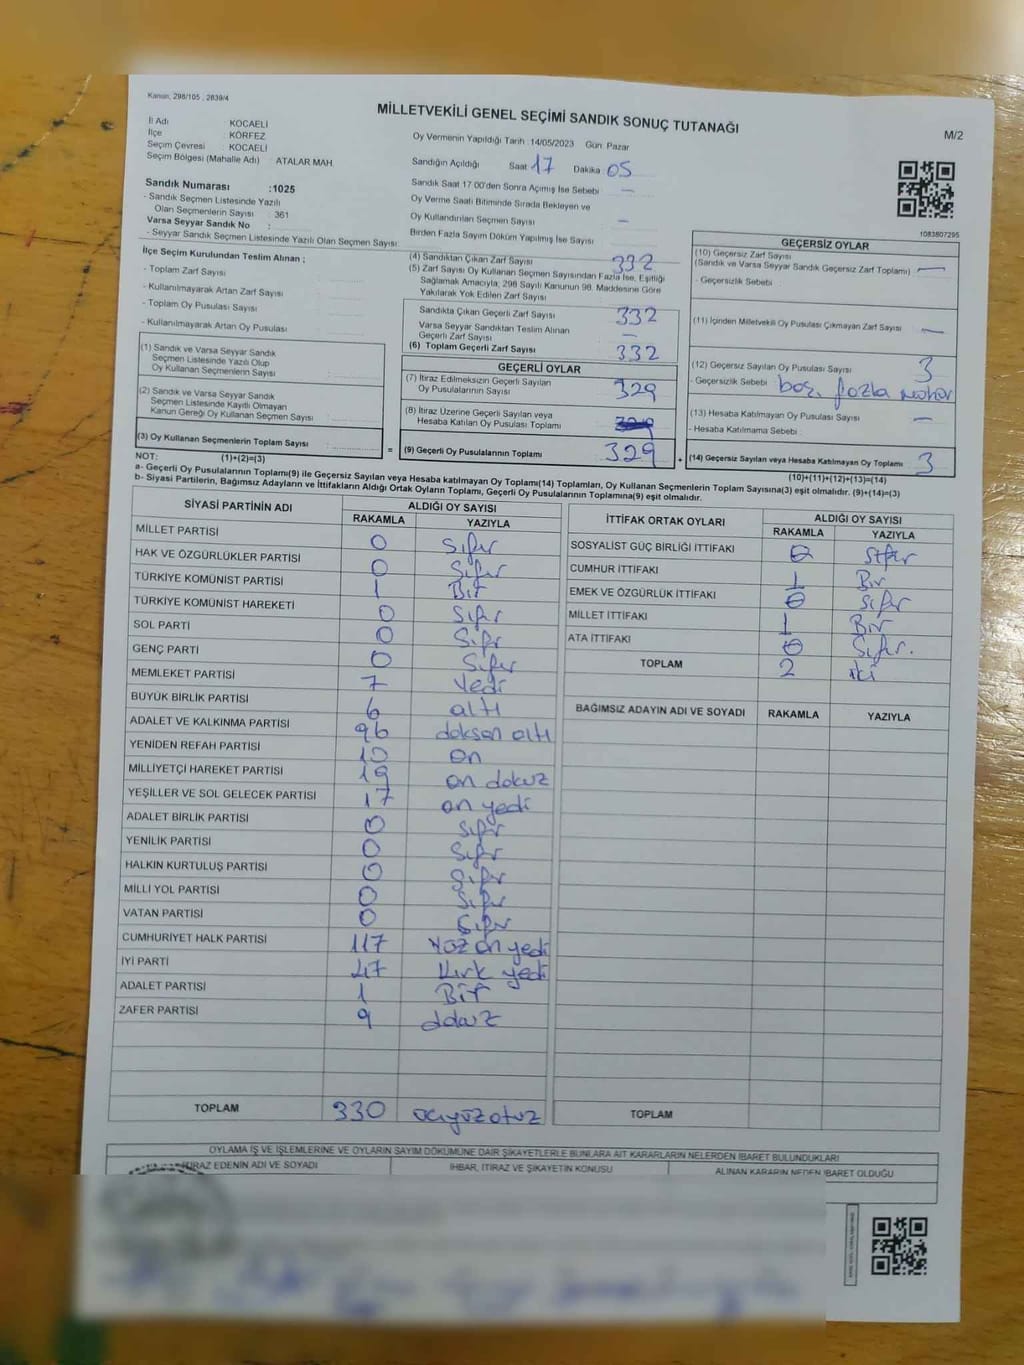 Kanun, 298/105 ; 2839/4
MİLLETVEKİLİ GENEL SEÇİMİ SANDIK SONUÇ TUTANAĞI
M/2
İl Adı KOCAELİ
İlçe KÖRFEZ
Seçim Çevresi : KOCAELİ
Seçim Bölgesi (Mahalle Adı) : ATALAR MAH.
Oy Vermenin Yapıldığı Tarih : 14/05/2023 Gün: Pazar
Sandığın Açıldığı Saat 17 Dakika 05
Sandık Numarası :1025
- Sandık Seçmen Listesinde Yazılı
Olan Seçmenlerin Sayısı : 361
Varsa Seyyar Sandık No :
- Seyyar Sandık Seçmen Listesinde Yazılı Olan Seçmen Sayısı:
Sandık Saat 17.00'den Sonra Açılmış İse Sebebi —
Oy Verme Saati Bitiminde Sırada Bekleyen ve
Oy Kullandırılan Seçmen Sayısı —
Birden Fazla Sayım Döküm Yapılmış İse Sayısı
1083807295
İlçe Seçim Kurulundan Teslim Alınan ;
- Toplam Zarf Sayısı :
- Kullanılmayarak Artan Zarf Sayısı :
- Toplam Oy Pusulası Sayısı :
- Kullanılmayarak Artan Oy Pusulası :
(1) Sandık ve Varsa Seyyar Sandık
Seçmen Listesinde Yazılı Olup
Oy Kullanan Seçmenlerin Sayısı :
(2) Sandık ve Varsa Seyyar Sandık
Seçmen Listesinde Kayıtlı Olmayan
Kanun Gereği Oy Kullanan Seçmen Sayısı :
(3) Oy Kullanan Seçmenlerin Toplam Sayısı :
(4) Sandıktan Çıkan Zarf Sayısı 332
(5) Zarf Sayısı Oy Kullanan Seçmen Sayısından Fazla İse, Eşitliği
Sağlamak Amacıyla; 298 Sayılı Kanunun 98. Maddesine Göre
Yakılarak Yok Edilen Zarf Sayısı
Sandıkta Çıkan Geçerli Zarf Sayısı 332
Varsa Seyyar Sandıktan Teslim Alınan
Geçerli Zarf Sayısı —
(6) Toplam Geçerli Zarf Sayısı 332
GEÇERLİ OYLAR
(7) İtiraz Edilmeksizin Geçerli Sayılan
Oy Pusulalarının Sayısı 329
(8) İtiraz Üzerine Geçerli Sayılan veya
Hesaba Katılan Oy Pusulası Toplamı
= (9) Geçerli Oy Pusulalarının Toplamı 329 +
GEÇERSİZ OYLAR
(10) Geçersiz Zarf Sayısı
(Sandık ve Varsa Seyyar Sandık Geçersiz Zarf Toplamı) —
- Geçersizlik Sebebi :
(11) İçinden Milletvekili Oy Pusulası Çıkmayan Zarf Sayısı —
(12) Geçersiz Sayılan Oy Pusulası Sayısı 3
- Geçersizlik Sebebi : boş, fazla mühür
(13) Hesaba Katılmayan Oy Pusulası Sayısı —
- Hesaba Katılmama Sebebi :
(14) Geçersiz Sayılan veya Hesaba Katılmayan Oy Pusulası Toplamı 3
NOT: (1)+(2)=(3)
(10)+(11)+(12)+(13)=(14)
a- Geçerli Oy Pusulalarının Toplamı(9) ile Geçersiz Sayılan veya Hesaba katılmayan Oy Toplamı(14) Toplamları, Oy Kullanan Seçmenlerin Toplam Sayısına(3) eşit olmalıdır. (9)+(14)=(3)
b- Siyasi Partilerin, Bağımsız Adayların ve İttifakların Aldığı Ortak Oyların Toplamı, Geçerli Oy Pusulalarının Toplamına(9) eşit olmalıdır.
SİYASİ PARTİNİN ADI ALDIĞI OY SAYISI
RAKAMLA YAZIYLA
MİLLET PARTİSİ 0 Sıfır
HAK VE ÖZGÜRLÜKLER PARTİSİ 0 Sıfır
TÜRKİYE KOMÜNİST PARTİSİ 1 Bir
TÜRKİYE KOMÜNİST HAREKETİ 0 Sıfır
SOL PARTİ 0 Sıfır
GENÇ PARTİ 0 Sıfır
MEMLEKET PARTİSİ 7 Yedi
BÜYÜK BİRLİK PARTİSİ 6 altı
ADALET VE KALKINMA PARTİSİ 96 doksan altı
YENİDEN REFAH PARTİSİ 10 on
MİLLİYETÇİ HAREKET PARTİSİ 19 on dokuz
YEŞİLLER VE SOL GELECEK PARTİSİ 17 on yedi
ADALET BİRLİK PARTİSİ 0 sıfır
YENİLİK PARTİSİ 0 Sıfır
HALKIN KURTULUŞ PARTİSİ 0 Sıfır
MİLLİ YOL PARTİSİ 0 Sıfır
VATAN PARTİSİ 0 Sıfır
CUMHURİYET HALK PARTİSİ 117 Yüz on yedi
İYİ PARTİ 47 Kırk yedi
ADALET PARTİSİ 1 Bir
ZAFER PARTİSİ 9
TOPLAM 330 üçyüzotuz
İTTİFAK ORTAK OYLARI ALDIĞI OY SAYISI
RAKAMLA YAZIYLA
SOSYALİST GÜÇ BİRLİĞİ İTTİFAKI 0 Sıfır
CUMHUR İTTİFAKI 1 Bir
EMEK VE ÖZGÜRLÜK İTTİFAKI 0 sıfır
MİLLET İTTİFAKI 1 Bir
ATA İTTİFAKI 0 Sıfır.
TOPLAM 2 iki
BAĞIMSIZ ADAYIN ADI VE SOYADI RAKAMLA YAZIYLA
TOPLAM
OYLAMA İŞ VE İŞLEMLERİNE VE OYLARIN SAYIM DÖKÜMÜNE DAİR ŞİKAYETLERLE BUNLARA AİT KARARLARIN NELERDEN İBARET BULUNDUKLARI
İTİRAZ EDENİN ADI VE SOYADI İHBAR, İTİRAZ VE ŞİKAYETİN KONUSU ALINAN KARARIN NEDEN İBARET OLDUĞU